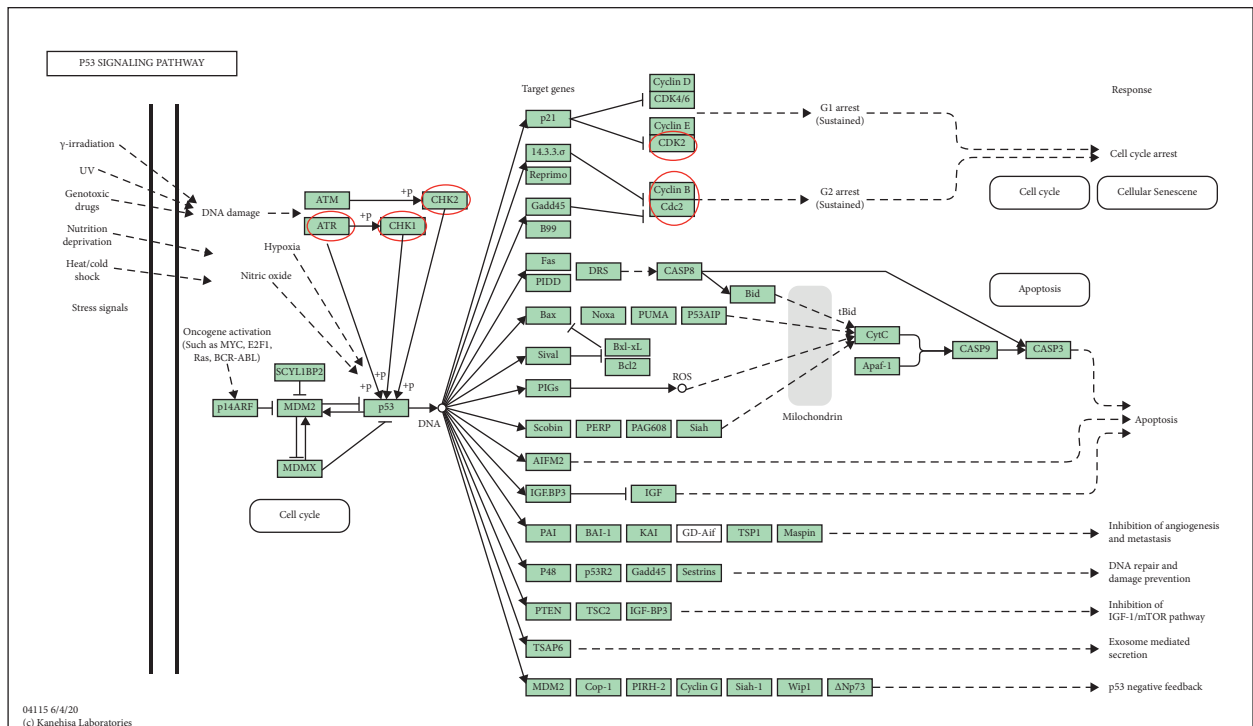 P53 SIGNALING PATHWAY
γ-irradiation
UV
Genotoxic
drugs
Nutrition
deprivation
Heat/cold
shock
Stress signals
DNA damage
ATM
+p
CHK2
ATR
+p
CHK1
Hypoxia
Nitric oxide
Oncogene activation
(Such as MYC, E2F1,
Ras, BCR-ABL)
SCYL1BP2
p14ARF
MDM2
+p
+p
+p
p53
MDMX
DNA
Cell cycle
Target genes
Response
p21
Cyclin D
CDK4/6
Cyclin E
CDK2
G1 arrest
(Sustained)
14.3.3.σ
Reprimo
Cyclin B
Cdc2
G2 arrest
(Sustained)
Cell cycle arrest
Cell cycle
Cellular Senescene
Gadd45
B99
Fas
PIDD
DRS
CASP8
Bid
tBid
Apoptosis
Bax
Noxa
PUMA
P53AIP
CytC
Sival
Bxl-xL
Bcl2
Apaf-1
CASP9
CASP3
PIGs
ROS
Milochondrin
Scobin
PERP
PAG608
Siah
Apoptosis
AIFM2
IGF.BP3
IGF
PAI
BAI-1
KAI
GD-Aif
TSP1
Maspin
Inhibition of angiogenesis
and metastasis
P48
p53R2
Gadd45
Sestrins
DNA repair and
damage prevention
PTEN
TSC2
IGF-BP3
Inhibition of
IGF-1/mTOR pathway
TSAP6
Exosome mediated
secretion
MDM2
Cop-1
PIRH-2
Cyclin G
Siah-1
Wip1
ΔNp73
p53 negative feedback
04115 6/4/20
(c) Kanehisa Laboratories